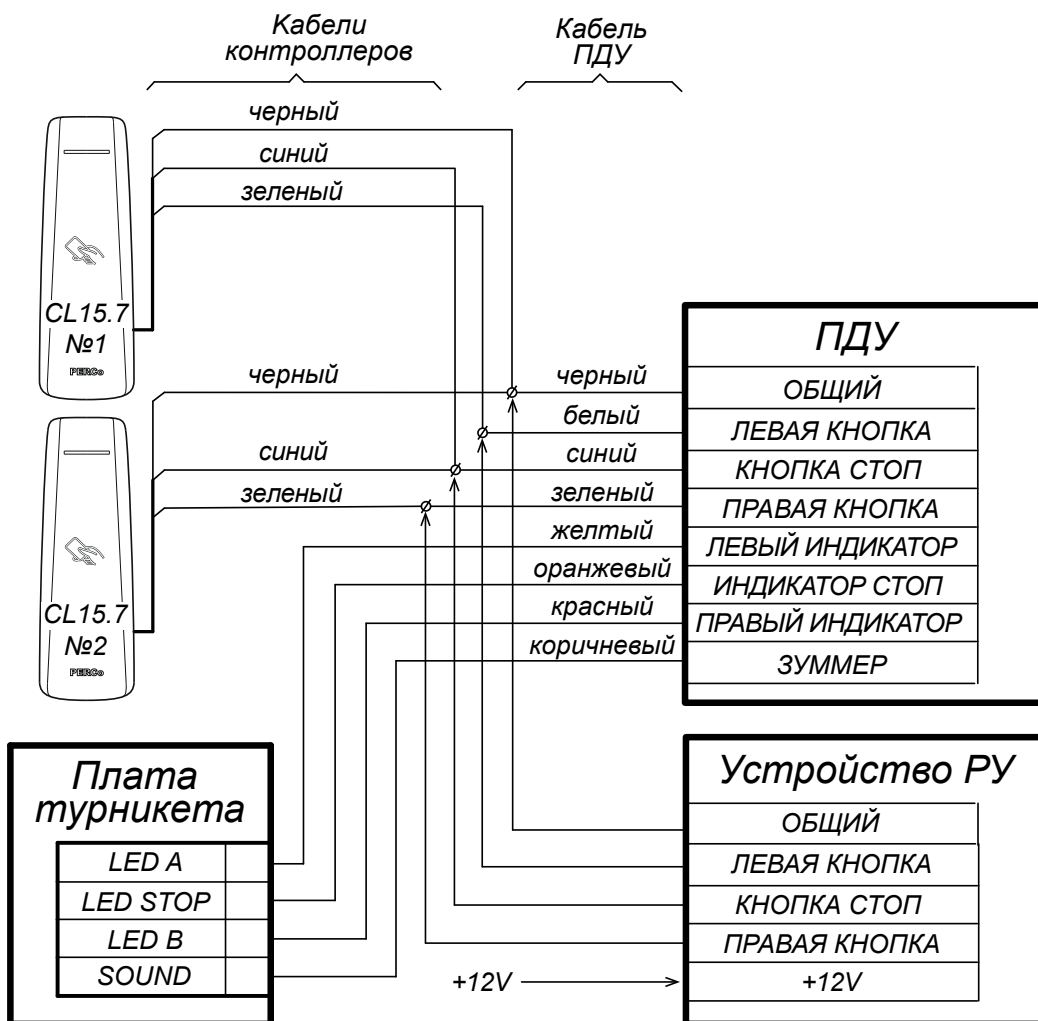 Кабели
контроллеров
Кабель
ПДУ
черный
синий
зеленый
CL15.7
№1
PERCo
черный
синий
зеленый
CL15.7
№2
PERCo
черный
белый
синий
зеленый
желтый
оранжевый
красный
коричневый
ПДУ
ОБЩИЙ
ЛЕВАЯ КНОПКА
КНОПКА СТОП
ПРАВАЯ КНОПКА
ЛЕВЫЙ ИНДИКАТОР
ИНДИКАТОР СТОП
ПРАВЫЙ ИНДИКАТОР
ЗУММЕР
Плата
турникета
LED A
LED STOP
LED B
SOUND
Устройство РУ
ОБЩИЙ
ЛЕВАЯ КНОПКА
КНОПКА СТОП
ПРАВАЯ КНОПКА
+12V
+12V